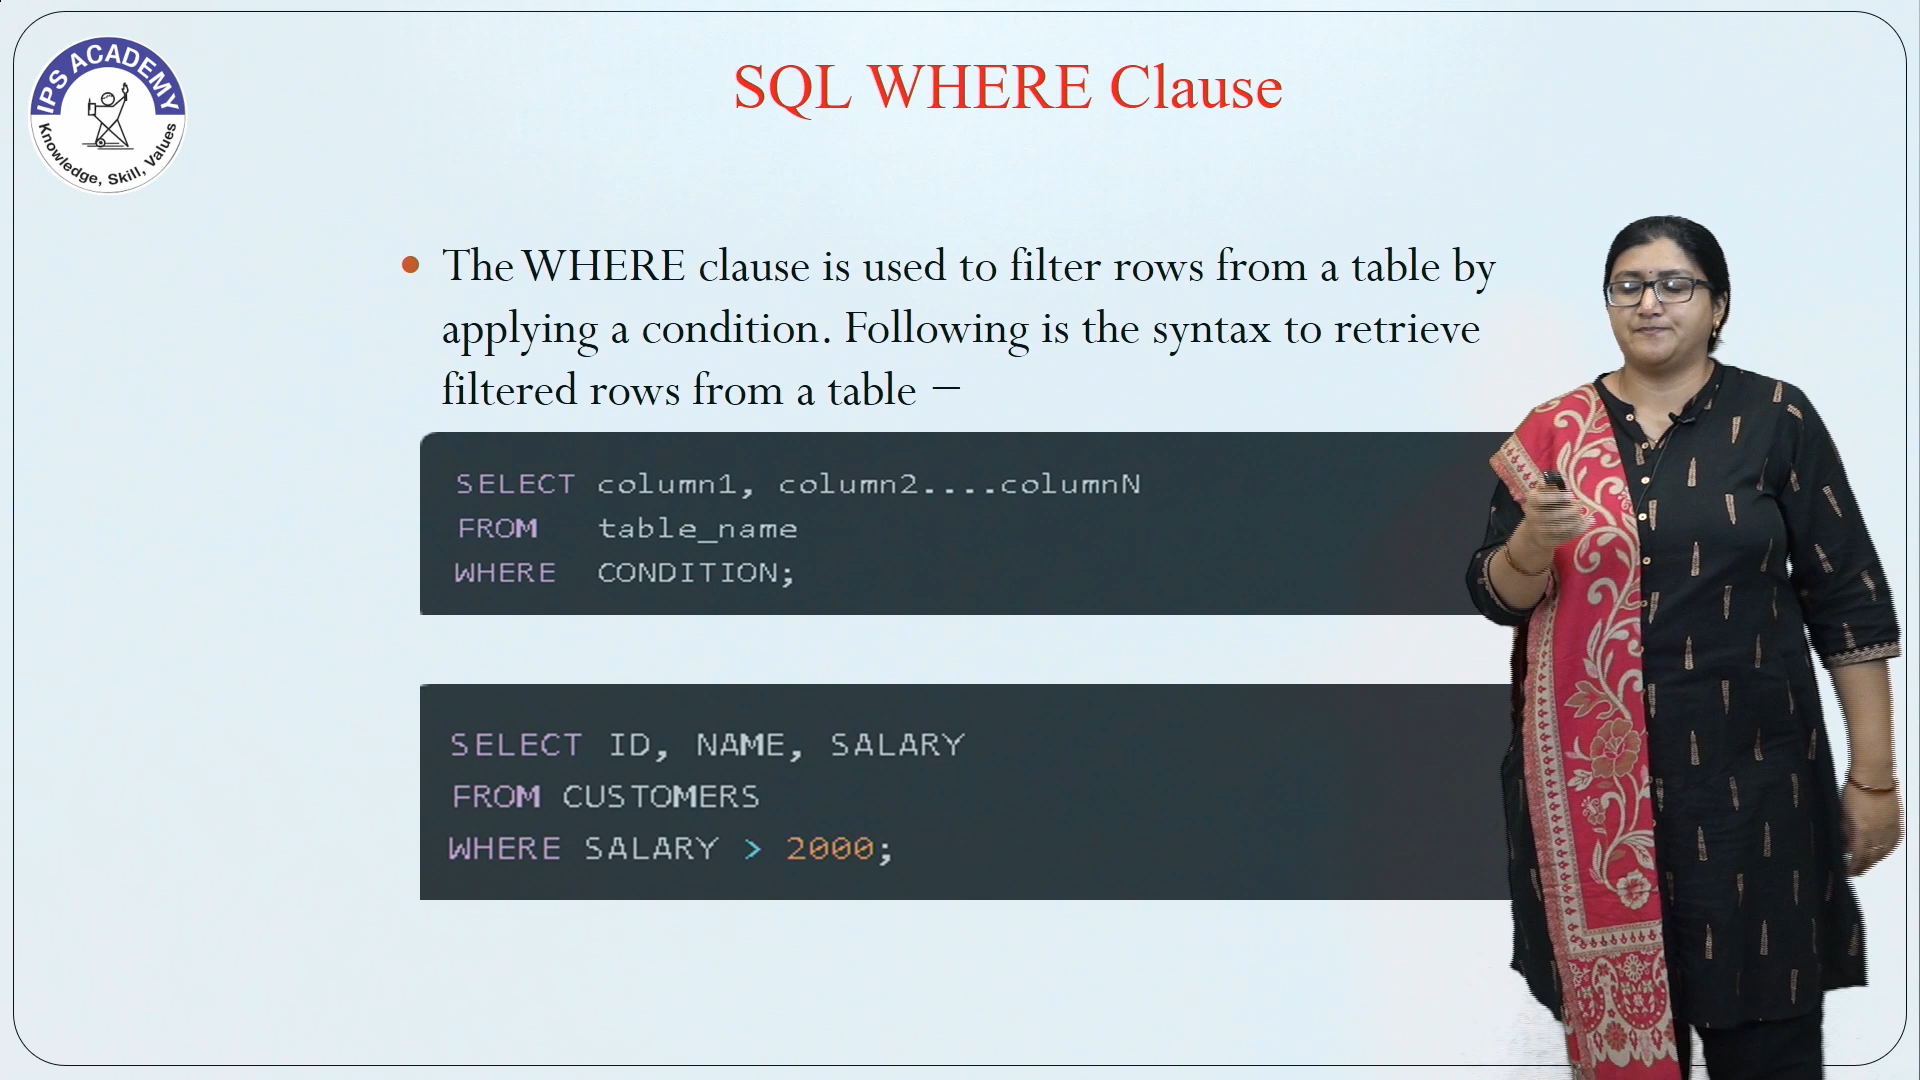 IPS ACADEMY
Knowledge, Skill, Values
SQL WHERE Clause
The WHERE clause is used to filter rows from a table by
applying a condition. Following is the syntax to retrieve
filtered rows from a table –
SELECT column1, column2....columnN
FROM table_name
WHERE CONDITION;
SELECT ID, NAME, SALARY
FROM CUSTOMERS
WHERE SALARY > 2000;